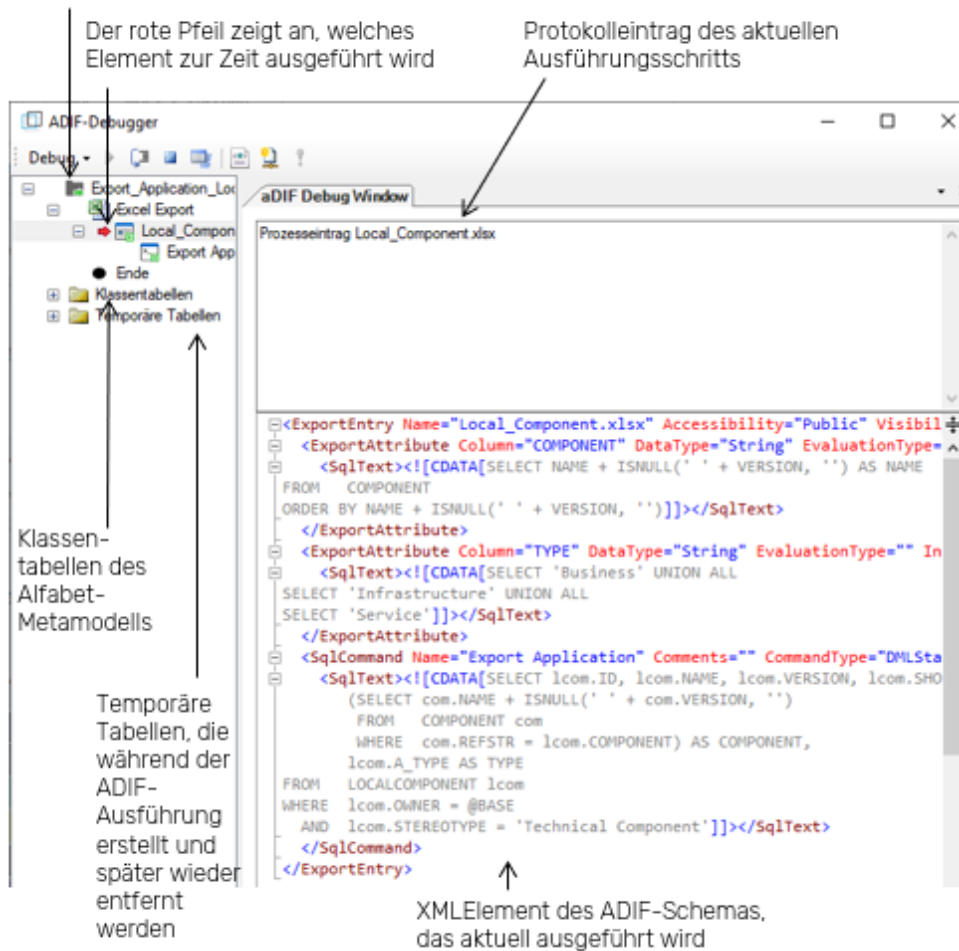 Der rote Pfeil zeigt an, welches
Element zur Zeit ausgeführt wird
Protokolleintrag des aktuellen
Ausführungsschritts
ADIF-Debugger
Debug
Export_Application_Loc
Excel Export
Local_Compon
Export App
Ende
Klassentabellen
Temporäre Tabellen
aDIF Debug Window
Prozesseintrag Local_Component.xlsx
<ExportEntry Name="Local_Component.xlsx" Accessibility="Public" Visibil
<ExportAttribute Column="COMPONENT" DataType="String" EvaluationType=
<SqlText><![CDATA[SELECT NAME + ISNULL(' ' + VERSION, '') AS NAME
FROM COMPONENT
ORDER BY NAME + ISNULL(' ' + VERSION, '')]]></SqlText>
</ExportAttribute>
<ExportAttribute Column="TYPE" DataType="String" EvaluationType="" In
<SqlText><![CDATA[SELECT 'Business' UNION ALL
SELECT 'Infrastructure' UNION ALL
SELECT 'Service']]></SqlText>
</ExportAttribute>
<SqlCommand Name="Export Application" Comments="" CommandType="DMLSta
<SqlText><![CDATA[SELECT lcom.ID, lcom.NAME, lcom.VERSION, lcom.SHO
(SELECT com.NAME + ISNULL(' ' + com.VERSION, '')
FROM COMPONENT com
WHERE com.REFSTR = lcom.COMPONENT) AS COMPONENT,
lcom.A_TYPE AS TYPE
FROM LOCALCOMPONENT lcom
WHERE lcom.OWNER = @BASE
AND lcom.STEREOTYPE = 'Technical Component']]></SqlText>
</SqlCommand>
</ExportEntry>
Klassen-
tabellen des
Alfabet-
Metamodells
Temporäre
Tabellen, die
während der
ADIF-
Ausführung
erstellt und
später wieder
entfernt
werden
XMLElement des ADIF-Schemas,
das aktuell ausgeführt wird